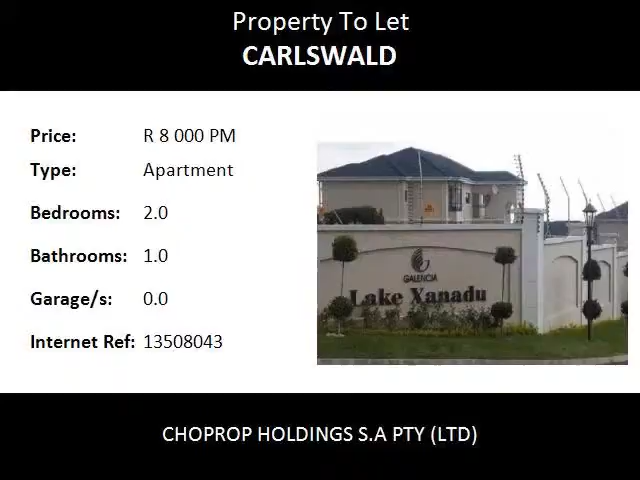 Property To Let
CARLSWALD
Price: R 8 000 PM
Type: Apartment
Bedrooms: 2.0
Bathrooms: 1.0
Garage/s: 0.0
Internet Ref: 13508043
GALENCIA
Lake Xanadu
CHOPROP HOLDINGS S.A PTY (LTD)